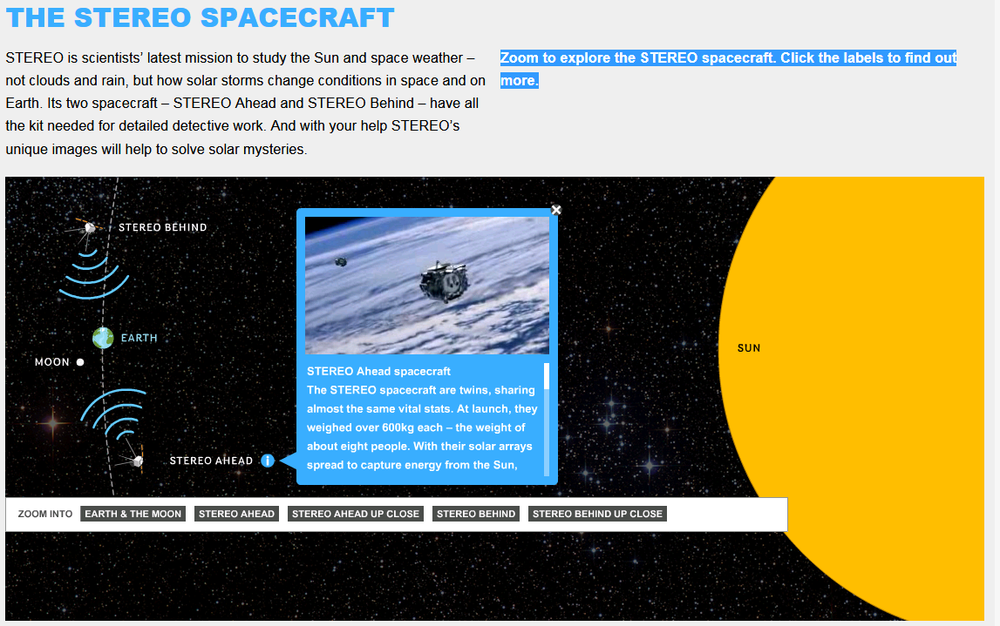 THE STEREO SPACECRAFT
STEREO is scientists’ latest mission to study the Sun and space weather –
not clouds and rain, but how solar storms change conditions in space and on
Earth. Its two spacecraft – STEREO Ahead and STEREO Behind – have all
the kit needed for detailed detective work. And with your help STEREO’s
unique images will help to solve solar mysteries.
Zoom to explore the STEREO spacecraft. Click the labels to find out
more.
STEREO BEHIND
EARTH
MOON
STEREO AHEAD
STEREO Ahead spacecraft
The STEREO spacecraft are twins, sharing
almost the same vital stats. At launch, they
weighed over 600kg each – the weight of
about eight people. With their solar arrays
spread to capture energy from the Sun,
SUN
ZOOM INTO EARTH & THE MOON STEREO AHEAD STEREO AHEAD UP CLOSE STEREO BEHIND STEREO BEHIND UP CLOSE